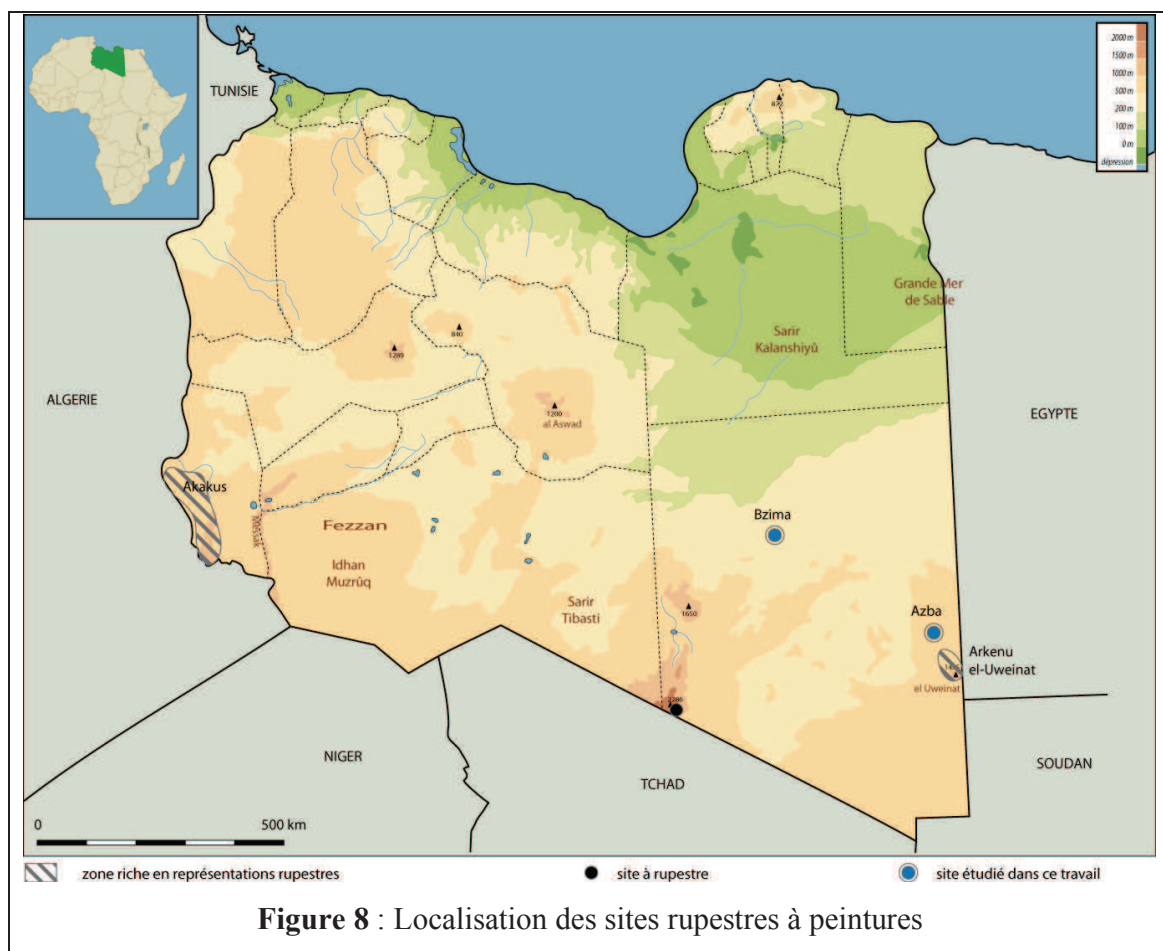 2000 m
1500 m
1000 m
500 m
200 m
100 m
0 m
dépression
TUNISIE
872
Grande Mer
de Sable
Sarir
Kalanshiyû
840
1289
ALGERIE
1200
al Aswad
EGYPTE
Akakus
Messak
Fezzan
Bzima
Idhan
Muzrûq
Sarir
Tibasti
1650
Azba
Arkenu
el-Uweinat
el Uweinat
2286
NIGER
TCHAD
SOUDAN
0 500 km
zone riche en représentations rupestres
site à rupestre
site étudié dans ce travail
Figure 8 : Localisation des sites rupestres à peintures